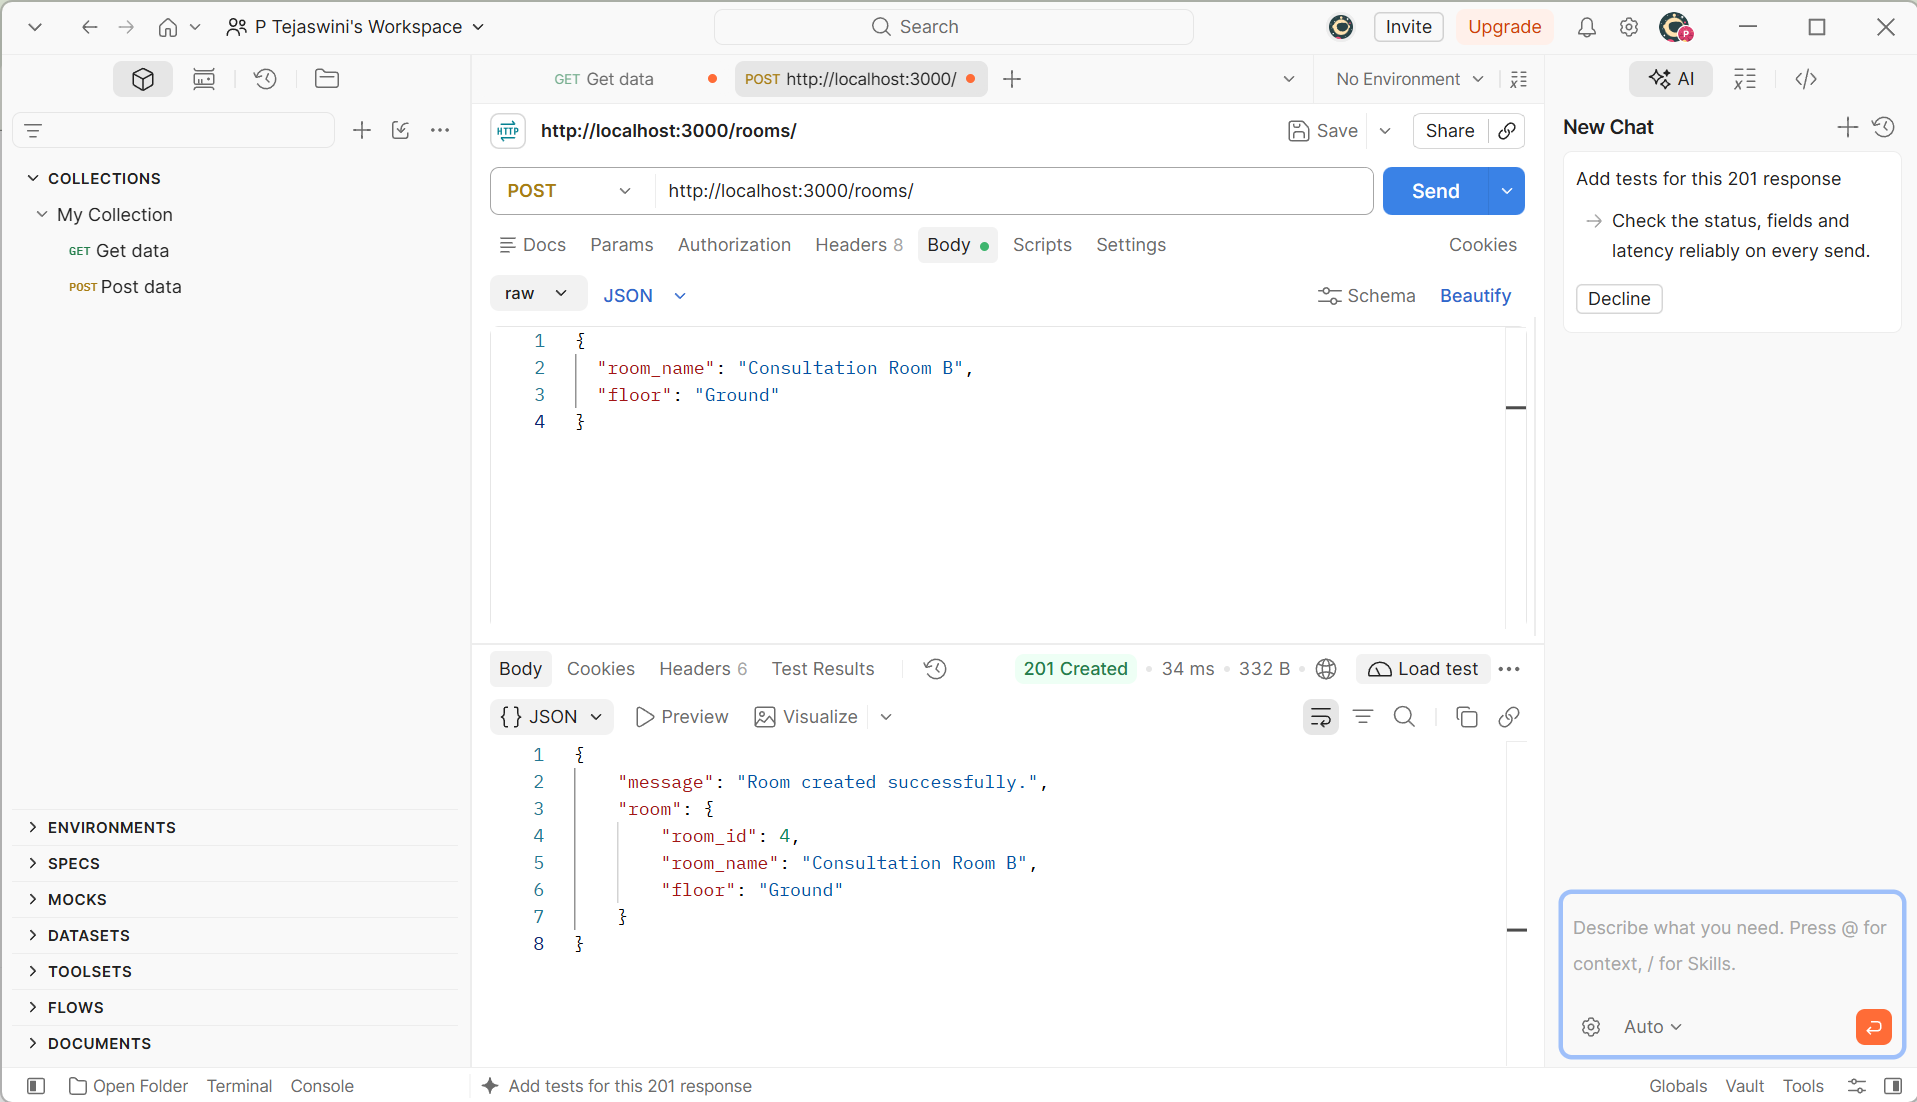 P Tejaswini's Workspace
Search
Invite
Upgrade
P
GET Get data
POST http://localhost:3000/
No Environment
AI
COLLECTIONS
My Collection
GET Get data
POST Post data
ENVIRONMENTS
SPECS
MOCKS
DATASETS
TOOLSETS
FLOWS
DOCUMENTS
HTTP http://localhost:3000/rooms/
Save
Share
POST http://localhost:3000/rooms/
Send
Docs Params Authorization Headers 8 Body Scripts Settings Cookies
raw JSON Schema Beautify
1 {
2 "room_name": "Consultation Room B",
3 "floor": "Ground"
4 }
Body Cookies Headers 6 Test Results 201 Created • 34 ms • 332 B • Load test
{} JSON Preview Visualize
1 {
2 "message": "Room created successfully.",
3 "room": {
4 "room_id": 4,
5 "room_name": "Consultation Room B",
6 "floor": "Ground"
7 }
8 }
New Chat
Add tests for this 201 response
→ Check the status, fields and
latency reliably on every send.
Decline
Describe what you need. Press @ for
context, / for Skills.
Auto
Open Folder Terminal Console
Add tests for this 201 response
Globals Vault Tools